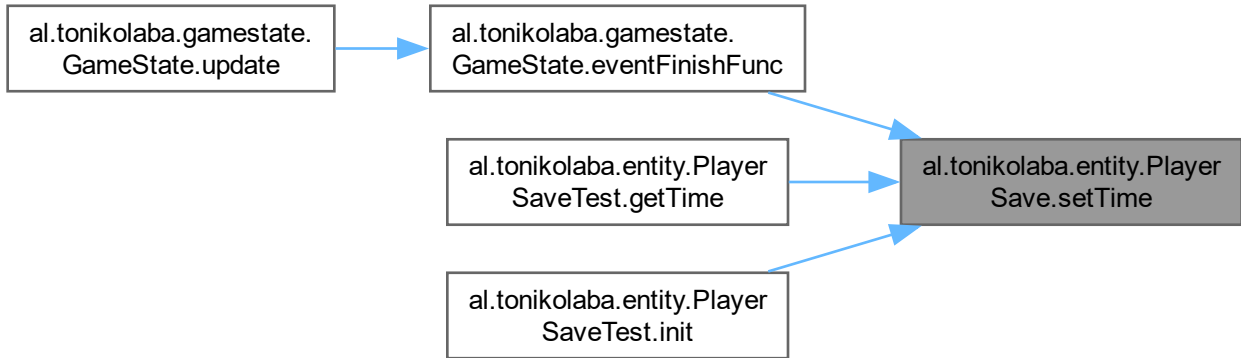 al.tonikolaba.gamestate.
GameState.update
al.tonikolaba.gamestate.
GameState.eventFinishFunc
al.tonikolaba.entity.Player
SaveTest.getTime
al.tonikolaba.entity.Player
Save.setTime
al.tonikolaba.entity.Player
SaveTest.init